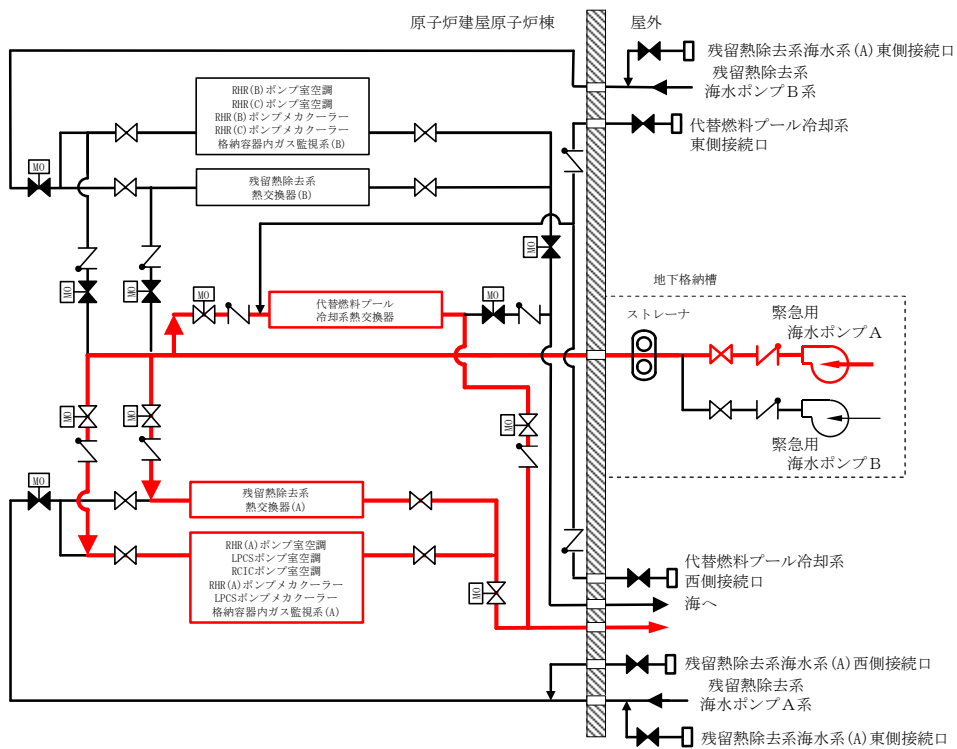 原子炉建屋原子炉棟
屋外
残留熱除去系海水系(A)東側接続口
残留熱除去系
海水ポンプB系
代替燃料プール冷却系
東側接続口
RHR(B)ポンプ室空調
RHR(C)ポンプ室空調
RHR(B)ポンプメカクーラー
RHR(C)ポンプメカクーラー
格納容器内ガス監視系(B)
MO
残留熱除去系
熱交換器(B)
MO
MO
MO
MO
代替燃料プール
冷却系熱交換器
MO
地下格納槽
ストレーナ
緊急用
海水ポンプA
緊急用
海水ポンプB
MO
MO
MO
MO
残留熱除去系
熱交換器(A)
RHR(A)ポンプ室空調
LPCSポンプ室空調
RCICポンプ室空調
RHR(A)ポンプメカクーラー
LPCSポンプメカクーラー
格納容器内ガス監視系(A)
MO
代替燃料プール冷却系
西側接続口
海へ
残留熱除去系海水系(A)西側接続口
残留熱除去系
海水ポンプA系
残留熱除去系海水系(A)東側接続口